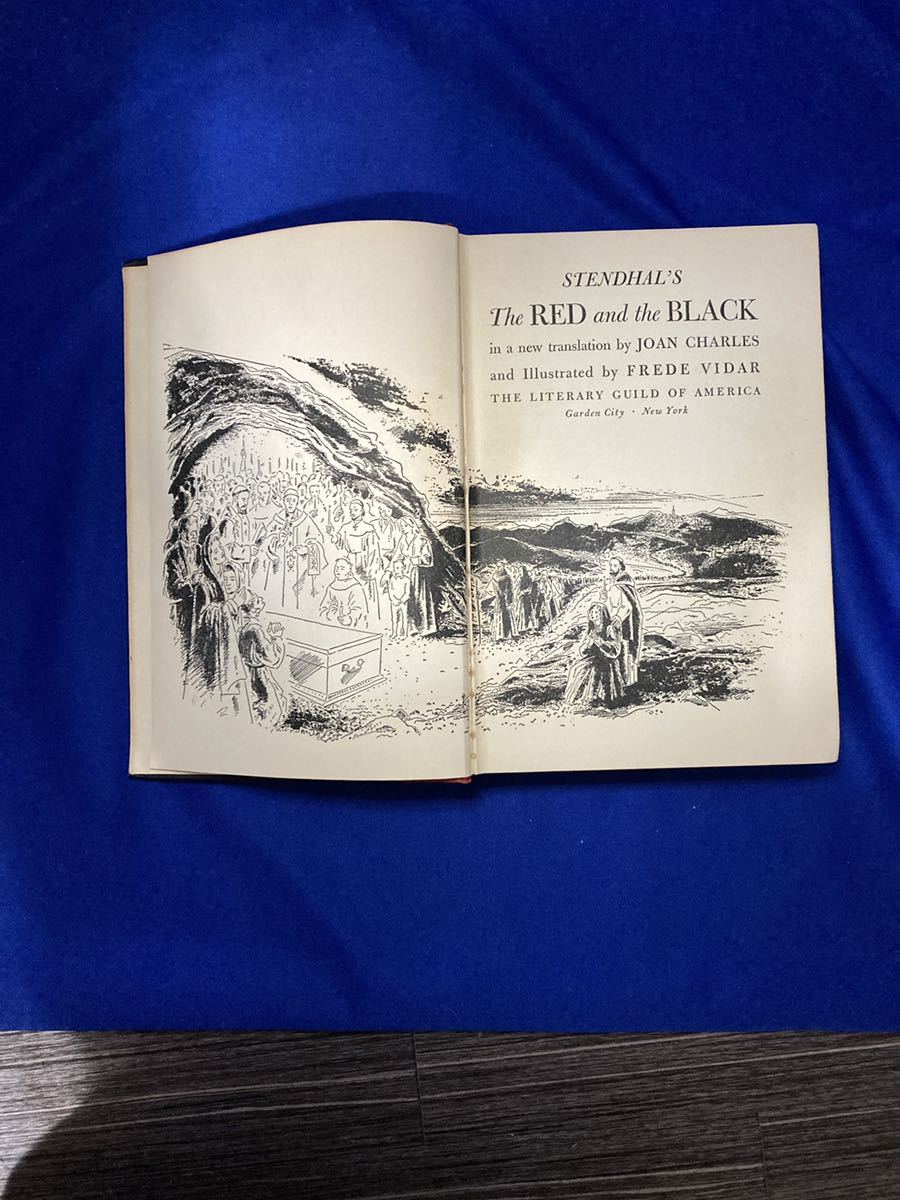 STENDHAL'S
The RED and the BLACK
in a new translation by JOAN CHARLES
and Illustrated by FREDE VIDAR
THE LITERARY GUILD OF AMERICA
Garden City · New York